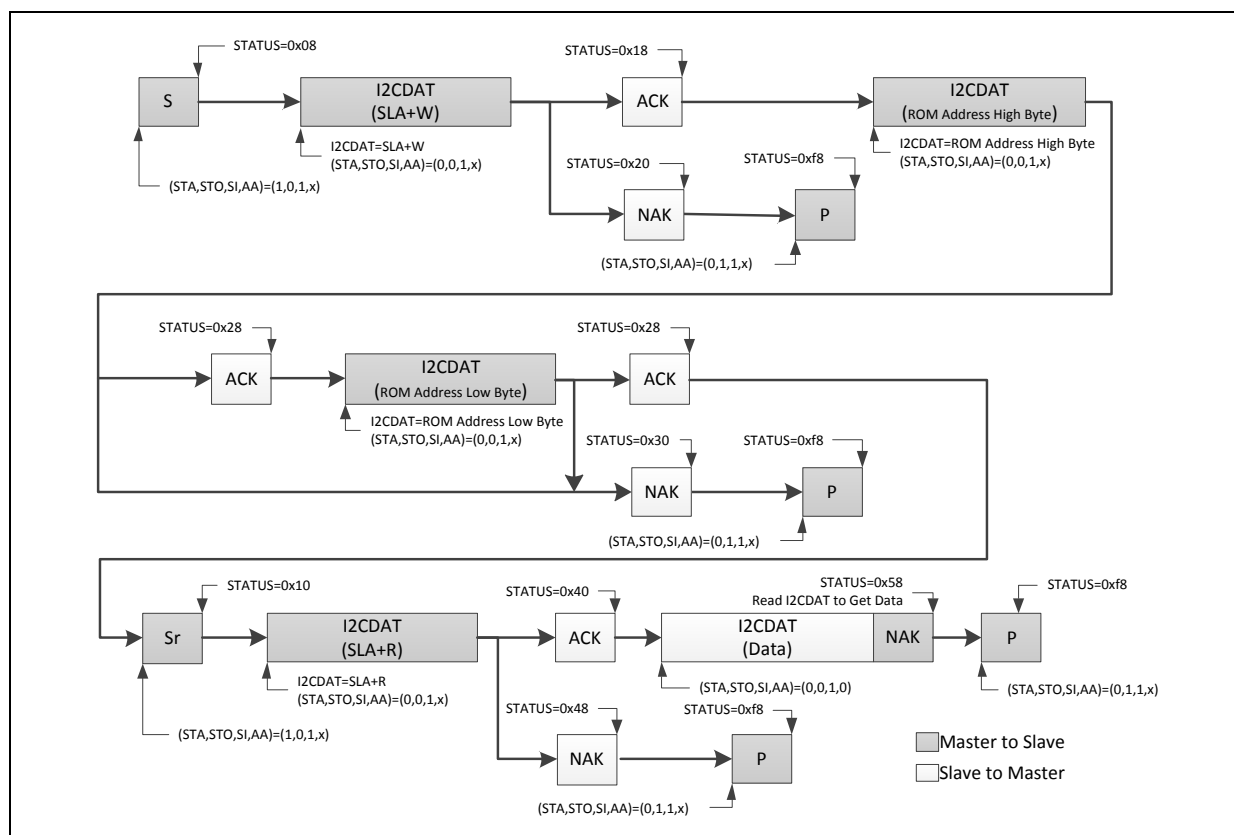 STATUS=0x08
STATUS=0x18
S
I2CDAT
(SLA+W)
ACK
I2CDAT
(ROM Address High Byte)
I2CDAT=SLA+W
(STA,STO,SI,AA)=(0,0,1,x)
I2CDAT=ROM Address High Byte
(STA,STO,SI,AA)=(0,0,1,x)
(STA,STO,SI,AA)=(1,0,1,x)
STATUS=0x20
STATUS=0xf8
NAK
P
(STA,STO,SI,AA)=(0,1,1,x)
STATUS=0x28
STATUS=0x28
ACK
I2CDAT
(ROM Address Low Byte)
ACK
I2CDAT=ROM Address Low Byte
(STA,STO,SI,AA)=(0,0,1,x)
STATUS=0x30
STATUS=0xf8
NAK
P
(STA,STO,SI,AA)=(0,1,1,x)
STATUS=0x10
STATUS=0x40
STATUS=0x58
Read I2CDAT to Get Data
STATUS=0xf8
Sr
I2CDAT
(SLA+R)
ACK
I2CDAT
(Data)
NAK
P
I2CDAT=SLA+R
(STA,STO,SI,AA)=(0,0,1,x)
(STA,STO,SI,AA)=(0,0,1,0)
(STA,STO,SI,AA)=(0,1,1,x)
(STA,STO,SI,AA)=(1,0,1,x)
STATUS=0x48
STATUS=0xf8
NAK
P
(STA,STO,SI,AA)=(0,1,1,x)
Master to Slave
Slave to Master